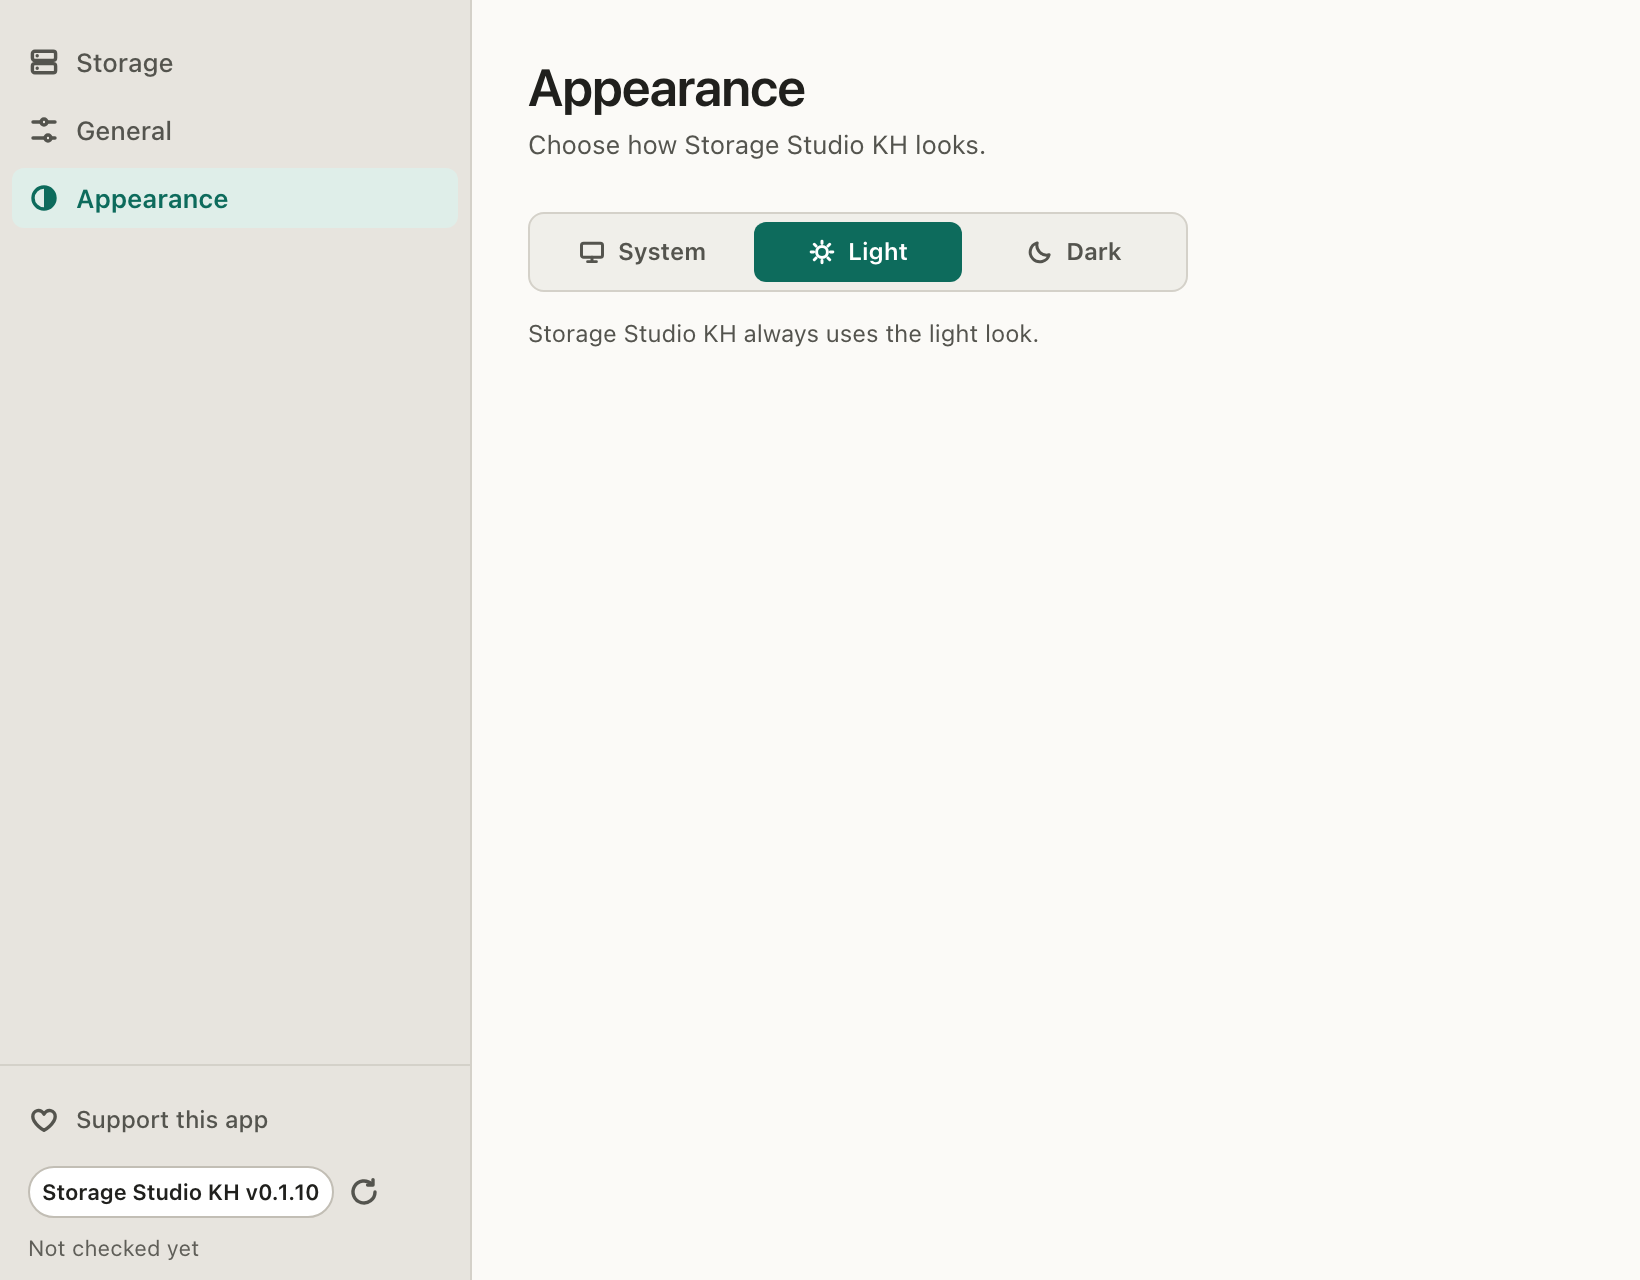 Storage
General
Appearance
Support this app
Storage Studio KH v0.1.10
Not checked yet
Appearance
Choose how Storage Studio KH looks.
System
Light
Dark
Storage Studio KH always uses the light look.